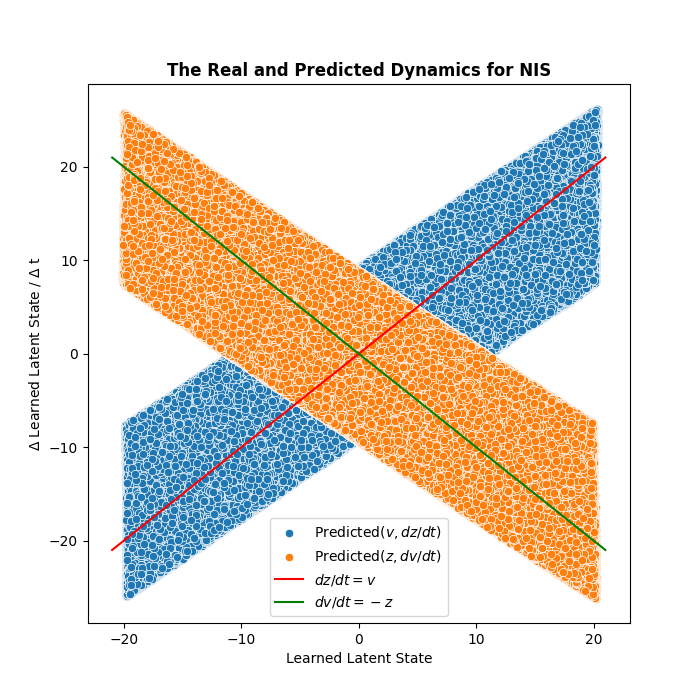 The Real and Predicted Dynamics for NIS
Δ Learned Latent State / Δ t
20
10
0
−10
−20
Predicted(v, dz/dt)
Predicted(z, dv/dt)
dz/dt = v
dv/dt = − z
−20 −10 0 10 20
Learned Latent State